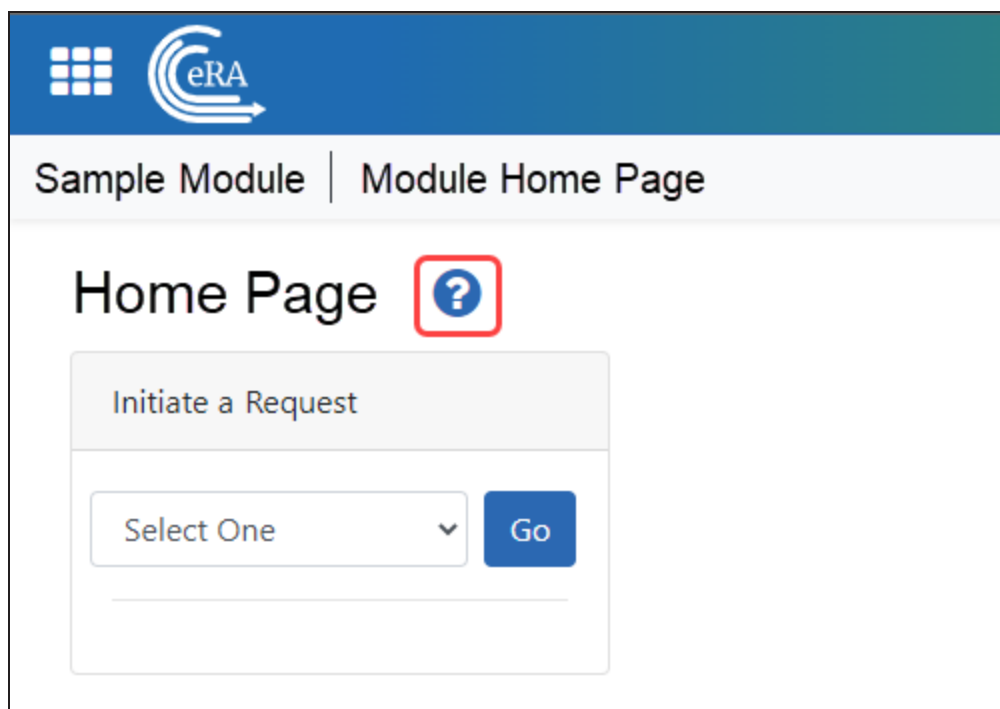 eRA
Sample Module | Module Home Page
Home Page ?
Initiate a Request
Select One
Go